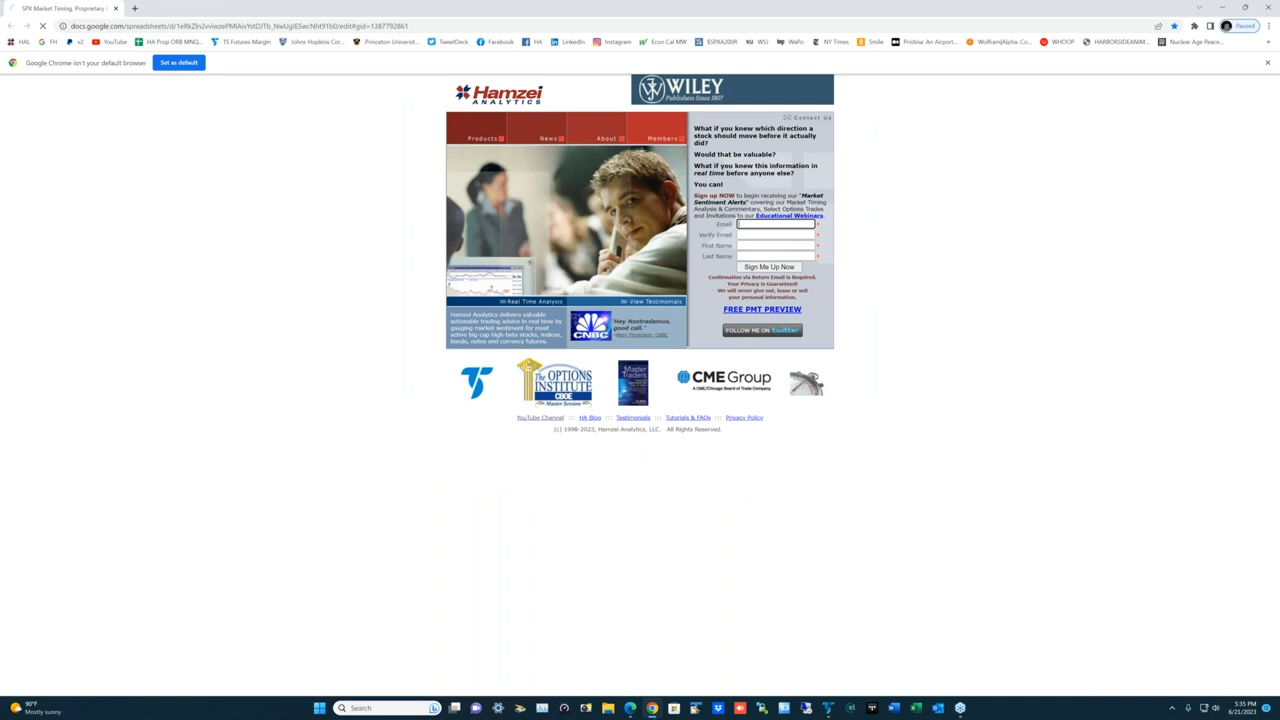 SPX Market Timing, Proprietary
docs.google.com/spreadsheets/d/1eRkZln2vviwzePMlAivYstDJTb_NwUgIESwcNht91b0/edit#gid=1387792861
Paused
HAL
FH
v2
YouTube
HA Prop ORB MNQ...
TS Futures Margin
Johns Hopkins Cor...
Princeton Universit...
TweetDeck
Facebook
HA
LinkedIn
Instagram
Econ Cal MW
$SPXA200R
WSJ
WaPo
NY Times
Smile
Pristina: An Airport...
Wolfram|Alpha: Co...
WHOOP
HARBORSIDEANIM...
Nuclear Age Peace...
Google Chrome isn't your default browser
Set as default
Hamzei
ANALYTICS
WILEY
Publishers Since 1807
Contact Us
Products
News
About
Members
What if you knew which direction a
stock should move before it actually
did?
Would that be valuable?
What if you knew this information in
real time before anyone else?
You can!
Sign up NOW to begin receiving our "Market
Sentiment Alerts" covering our Market Timing
Analysis & Commentary, Select Options Trades
and Invitations to our Educational Webinars.
Email
Verify Email
First Name
Last Name
Sign Me Up Now
Confirmation via Return Email is Required.
Your Privacy is Guaranteed!
We will never give out, lease or sell
your personal information.
FREE PMT PREVIEW
FOLLOW ME ON twitter
Real Time Analysis
View Testimonials
Hamzei Analytics delivers valuable
actionable trading advice in real time by
gauging market sentiment for most
active big-cap high-beta stocks, indices,
bonds, notes and currency futures.
CNBC
"Hey Nostradamus,
good call."
- Mary Thompson, CNBC
THE OPTIONS
INSTITUTE
CBOE
Master Session
Master
Traders
CME Group
A CME/Chicago Board of Trade Company
YouTube Channel ::: HA Blog ::: Testimonials ::: Tutorials & FAQs ::: Privacy Policy
(c) 1998-2023, Hamzei Analytics, LLC. All Rights Reserved.
90°F
Mostly sunny
Search
5:35 PM
6/21/2023